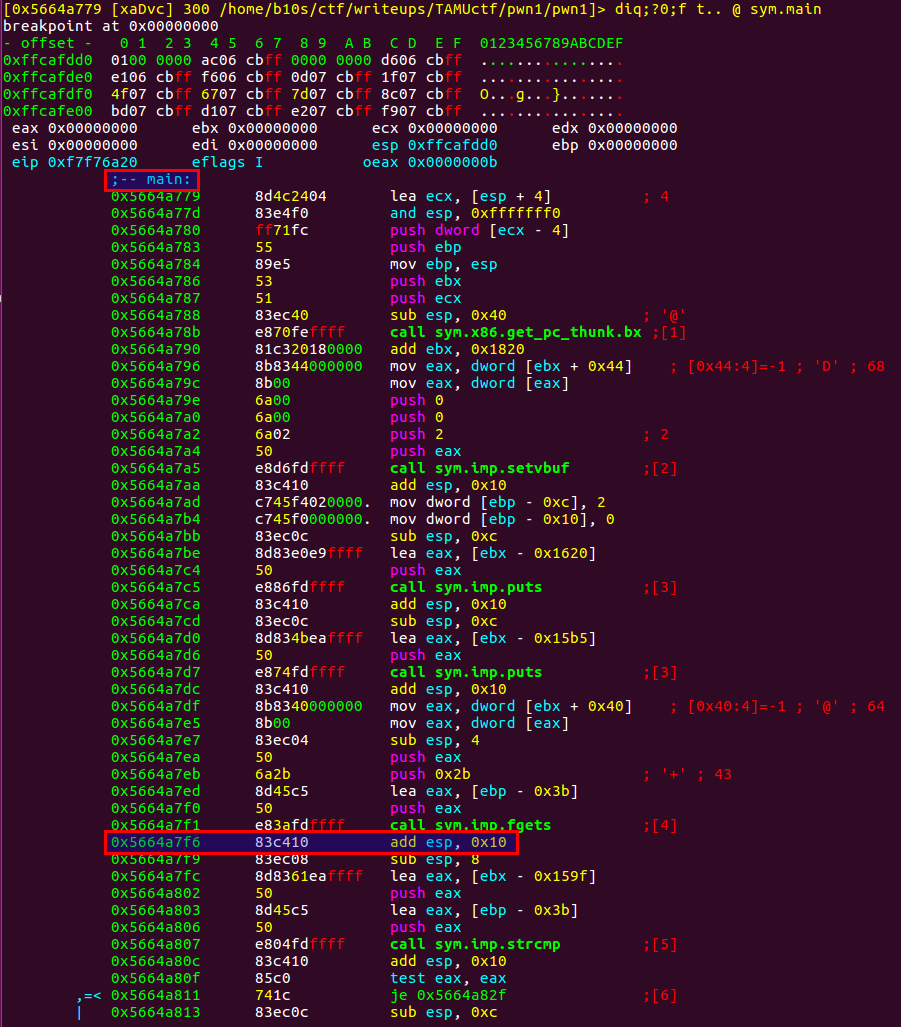 [0x5664a779 [xaDvc] 300 /home/b10s/ctf/writeups/TAMUctf/pwn1/pwn1]> diq;?0;f t.. @ sym.main
breakpoint at 0x00000000
- offset -   0 1  2 3  4 5  6 7  8 9  A B  C D  E F  0123456789ABCDEF
0xffcafdd0  0100 0000 ac06 cbff 0000 0000 d606 cbff  ................
0xffcafde0  e106 cbff f606 cbff 0d07 cbff 1f07 cbff  ................
0xffcafdf0  4f07 cbff 6707 cbff 7d07 cbff 8c07 cbff  O...g...}.......
0xffcafe00  bd07 cbff d107 cbff e207 cbff f907 cbff  ................
eax 0x00000000      ebx 0x00000000      ecx 0x00000000      edx 0x00000000
esi 0x00000000      edi 0x00000000      esp 0xffcafdd0      ebp 0x00000000
eip 0xf7f76a20      eflags I           oeax 0x0000000b
;-- main:
0x5664a779      8d4c2404       lea ecx, [esp + 4]          ; 4
0x5664a77d      83e4f0         and esp, 0xfffffff0
0x5664a780      ff71fc         push dword [ecx - 4]
0x5664a783      55             push ebp
0x5664a784      89e5           mov ebp, esp
0x5664a786      53             push ebx
0x5664a787      51             push ecx
0x5664a788      83ec40         sub esp, 0x40               ; '@'
0x5664a78b      e870feffff     call sym.x86.get_pc_thunk.bx ;[1]
0x5664a790      81c320180000   add ebx, 0x1820
0x5664a796      8b8344000000   mov eax, dword [ebx + 0x44]    ; [0x44:4]=-1 ; 'D' ; 68
0x5664a79c      8b00           mov eax, dword [eax]
0x5664a79e      6a00           push 0
0x5664a7a0      6a00           push 0
0x5664a7a2      6a02           push 2                      ; 2
0x5664a7a4      50             push eax
0x5664a7a5      e8d6fdffff     call sym.imp.setvbuf        ;[2]
0x5664a7aa      83c410         add esp, 0x10
0x5664a7ad      c745f4020000.  mov dword [ebp - 0xc], 2
0x5664a7b4      c745f0000000.  mov dword [ebp - 0x10], 0
0x5664a7bb      83ec0c         sub esp, 0xc
0x5664a7be      8d83e0e9ffff   lea eax, [ebx - 0x1620]
0x5664a7c4      50             push eax
0x5664a7c5      e886fdffff     call sym.imp.puts           ;[3]
0x5664a7ca      83c410         add esp, 0x10
0x5664a7cd      83ec0c         sub esp, 0xc
0x5664a7d0      8d834beaffff   lea eax, [ebx - 0x15b5]
0x5664a7d6      50             push eax
0x5664a7d7      e874fdffff     call sym.imp.puts           ;[3]
0x5664a7dc      83c410         add esp, 0x10
0x5664a7df      8b8340000000   mov eax, dword [ebx + 0x40]    ; [0x40:4]=-1 ; '@' ; 64
0x5664a7e5      8b00           mov eax, dword [eax]
0x5664a7e7      83ec04         sub esp, 4
0x5664a7ea      50             push eax
0x5664a7eb      6a2b           push 0x2b                   ; '+' ; 43
0x5664a7ed      8d45c5         lea eax, [ebp - 0x3b]
0x5664a7f0      50             push eax
0x5664a7f1      e83afdffff     call sym.imp.fgets          ;[4]
0x5664a7f6      83c410         add esp, 0x10
0x5664a7f9      83ec08         sub esp, 8
0x5664a7fc      8d8361eaffff   lea eax, [ebx - 0x159f]
0x5664a802      50             push eax
0x5664a803      8d45c5         lea eax, [ebp - 0x3b]
0x5664a806      50             push eax
0x5664a807      e804fdffff     call sym.imp.strcmp         ;[5]
0x5664a80c      83c410         add esp, 0x10
0x5664a80f      85c0           test eax, eax
,=< 0x5664a811      741c           je 0x5664a82f               ;[6]
|   0x5664a813      83ec0c         sub esp, 0xc